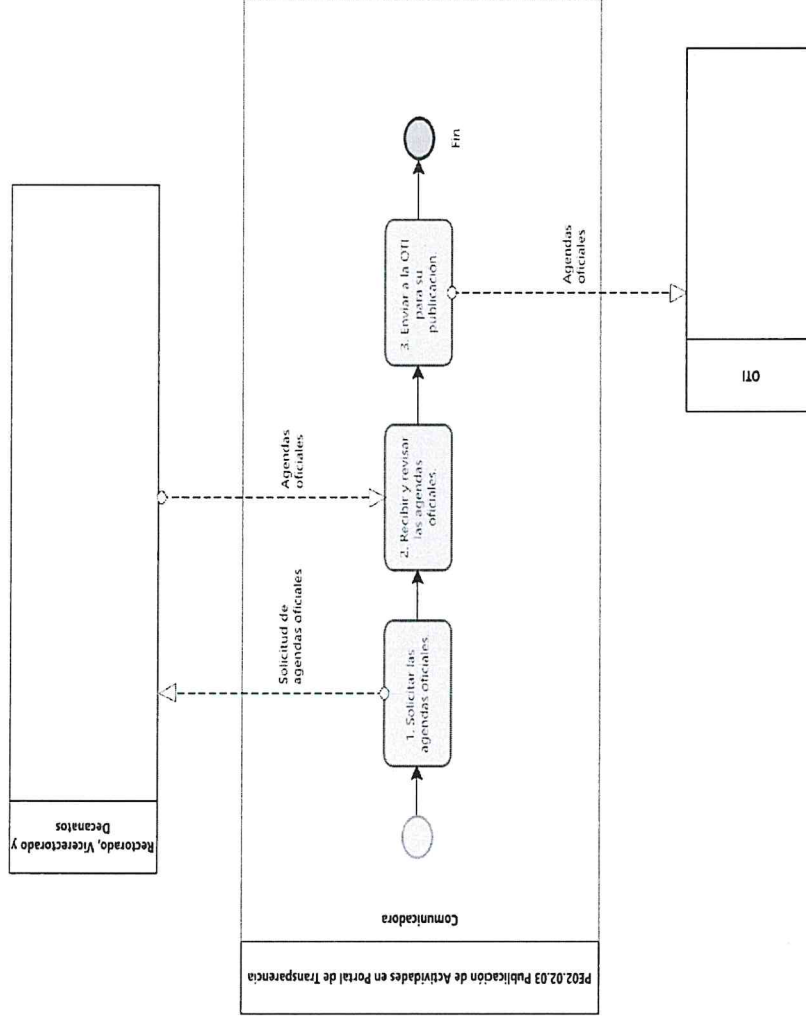 Rectorado, Vicerectorado y
Decanatos
Solicitud de
agendas oficiales
Agendas
oficiales
PE02.02.03 Publicación de Actividades en Portal de Transparencia
Comunicadora
1. Solicitar las
agendas oficiales.
2. Recibir y revisar
las agendas
oficiales.
3. Enviar a la OTI
para su
publicación.
Fin
Agendas
oficiales
OTI